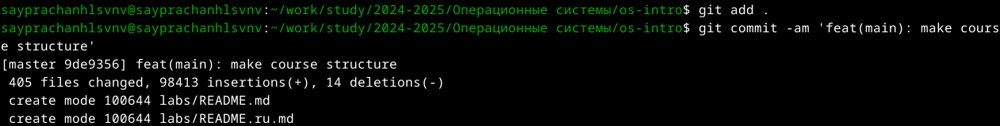 sayprachanhlsvnv@sayprachanhlsvnv:~/work/study/2024-2025/Операционные системы/os-intro$ git add .
sayprachanhlsvnv@sayprachanhlsvnv:~/work/study/2024-2025/Операционные системы/os-intro$ git commit -am 'feat(main): make cours
e structure'
[master 9de9356] feat(main): make course structure
 405 files changed, 98413 insertions(+), 14 deletions(-)
 create mode 100644 labs/README.md
 create mode 100644 labs/README.ru.md